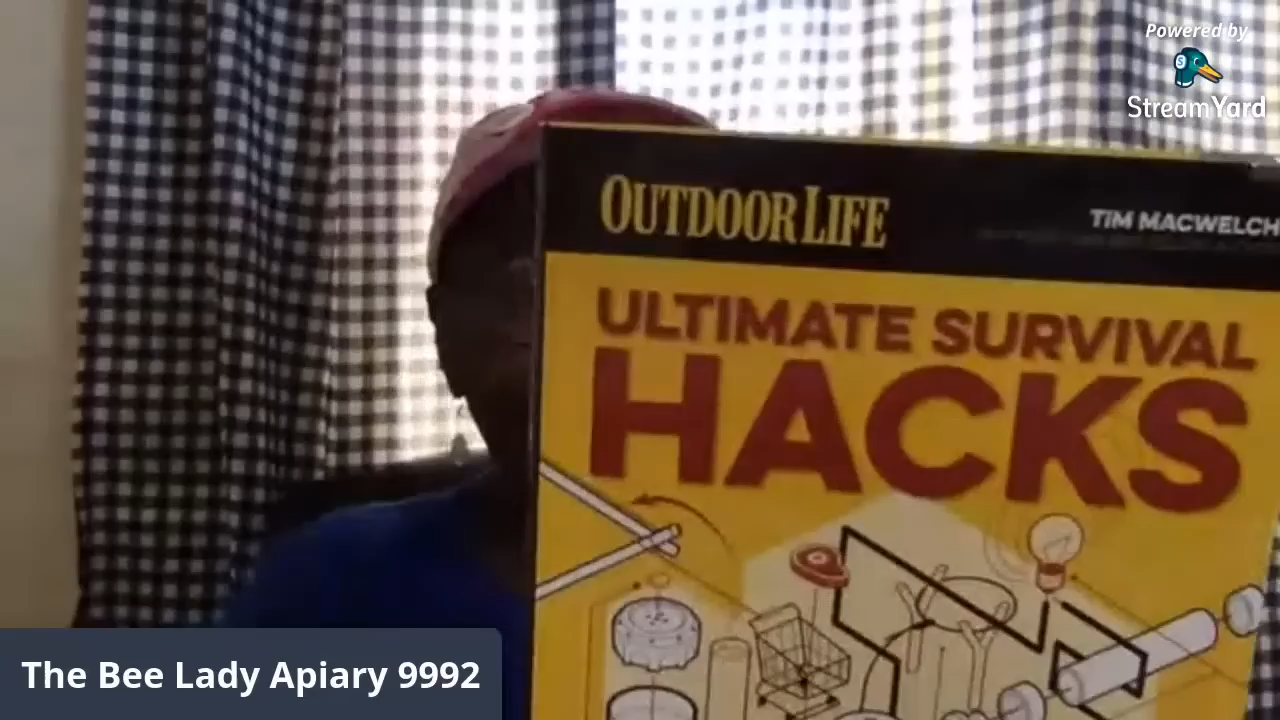 Powered by
StreamYard
OUTDOOR LIFE
TIM MACWELCH
ULTIMATE SURVIVAL
HACKS
The Bee Lady Apiary 9992